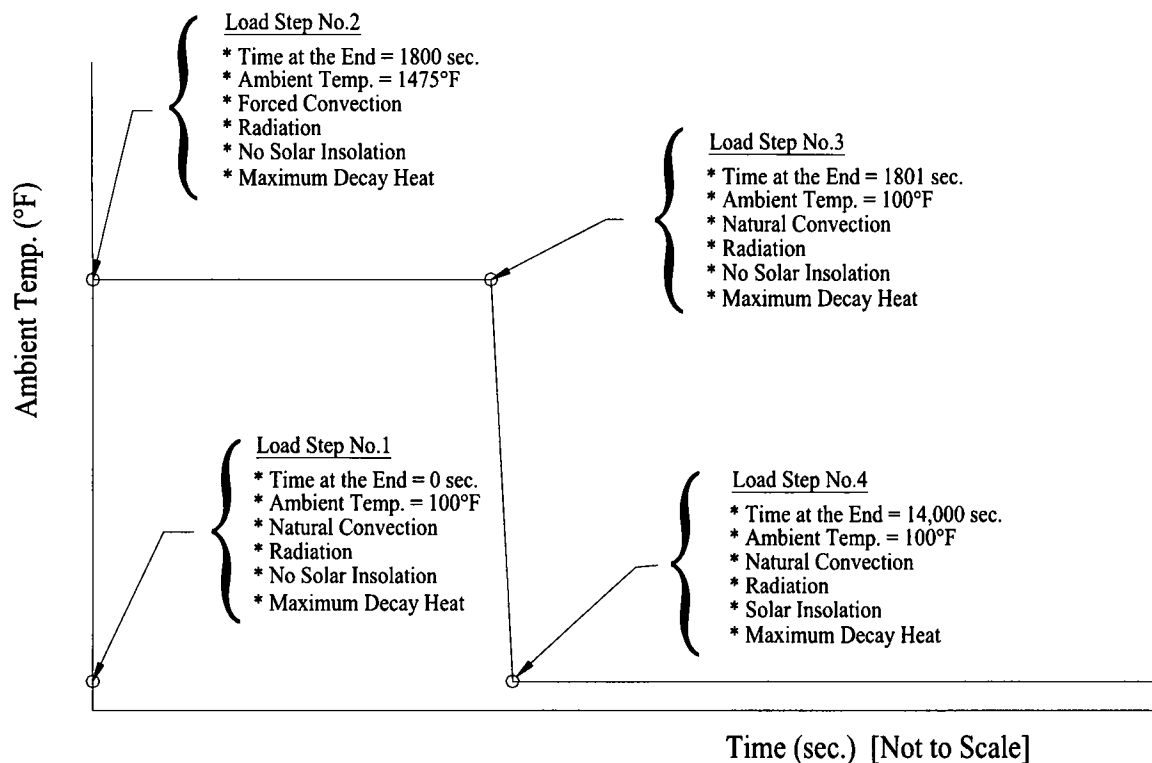 Load Step No.2
* Time at the End = 1800 sec.
* Ambient Temp. = 1475°F
* Forced Convection
* Radiation
* No Solar Insolation
* Maximum Decay Heat
Load Step No.3
* Time at the End = 1801 sec.
* Ambient Temp. = 100°F
* Natural Convection
* Radiation
* No Solar Insolation
* Maximum Decay Heat
Ambient Temp. (°F)
Load Step No.1
* Time at the End = 0 sec.
* Ambient Temp. = 100°F
* Natural Convection
* Radiation
* No Solar Insolation
* Maximum Decay Heat
Load Step No.4
* Time at the End = 14,000 sec.
* Ambient Temp. = 100°F
* Natural Convection
* Radiation
* Solar Insolation
* Maximum Decay Heat
Time (sec.) [Not to Scale]